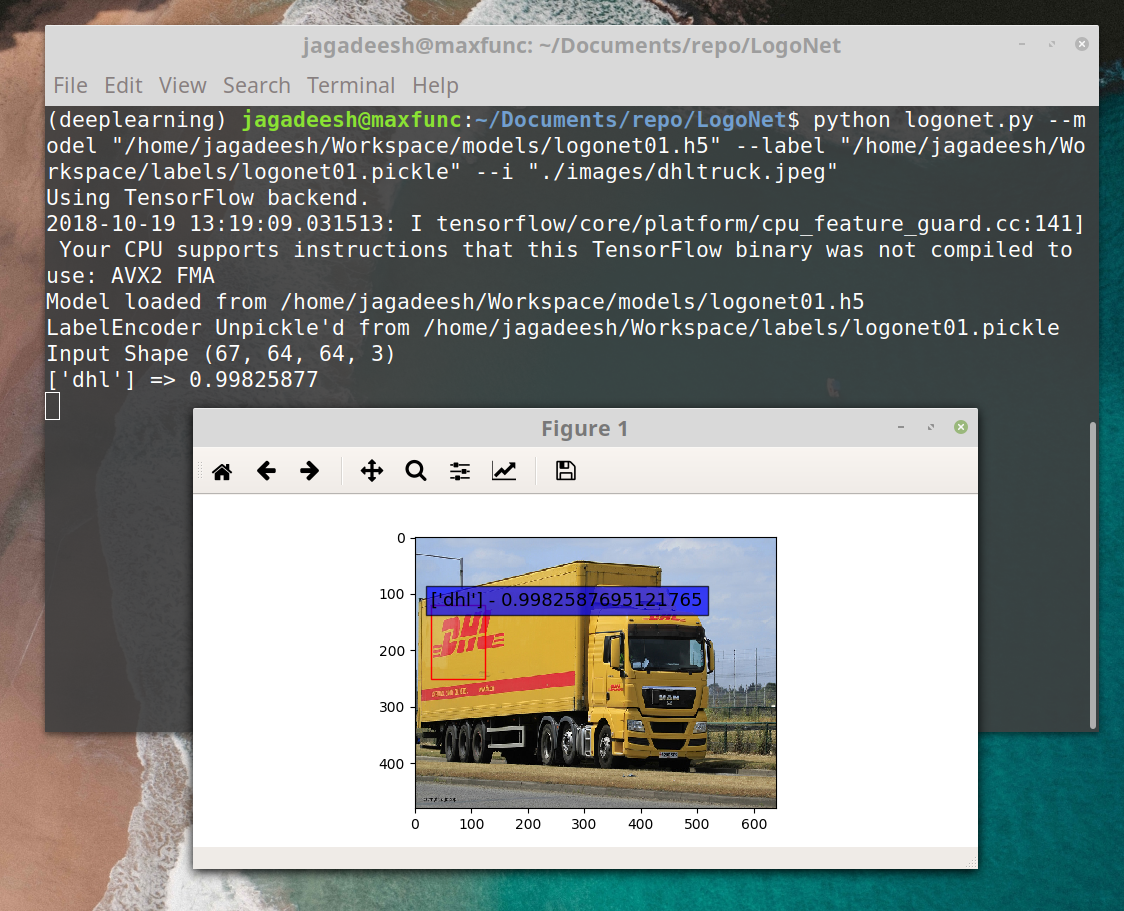 jagadeesh@maxfunc: ~/Documents/repo/LogoNet
File Edit View Search Terminal Help
(deeplearning) jagadeesh@maxfunc:~/Documents/repo/LogoNet$ python logonet.py --m
odel "/home/jagadeesh/Workspace/models/logonet01.h5" --label "/home/jagadeesh/Wo
rkspace/labels/logonet01.pickle" --i "./images/dhltruck.jpeg"
Using TensorFlow backend.
2018-10-19 13:19:09.031513: I tensorflow/core/platform/cpu_feature_guard.cc:141]
 Your CPU supports instructions that this TensorFlow binary was not compiled to
use: AVX2 FMA
Model loaded from /home/jagadeesh/Workspace/models/logonet01.h5
LabelEncoder Unpickle'd from /home/jagadeesh/Workspace/labels/logonet01.pickle
Input Shape (67, 64, 64, 3)
['dhl'] => 0.99825877
Figure 1
0
100
['dhl'] - 0.9982587695121765
DHL
DHL
200
MAN
300
400
0 100 200 300 400 500 600